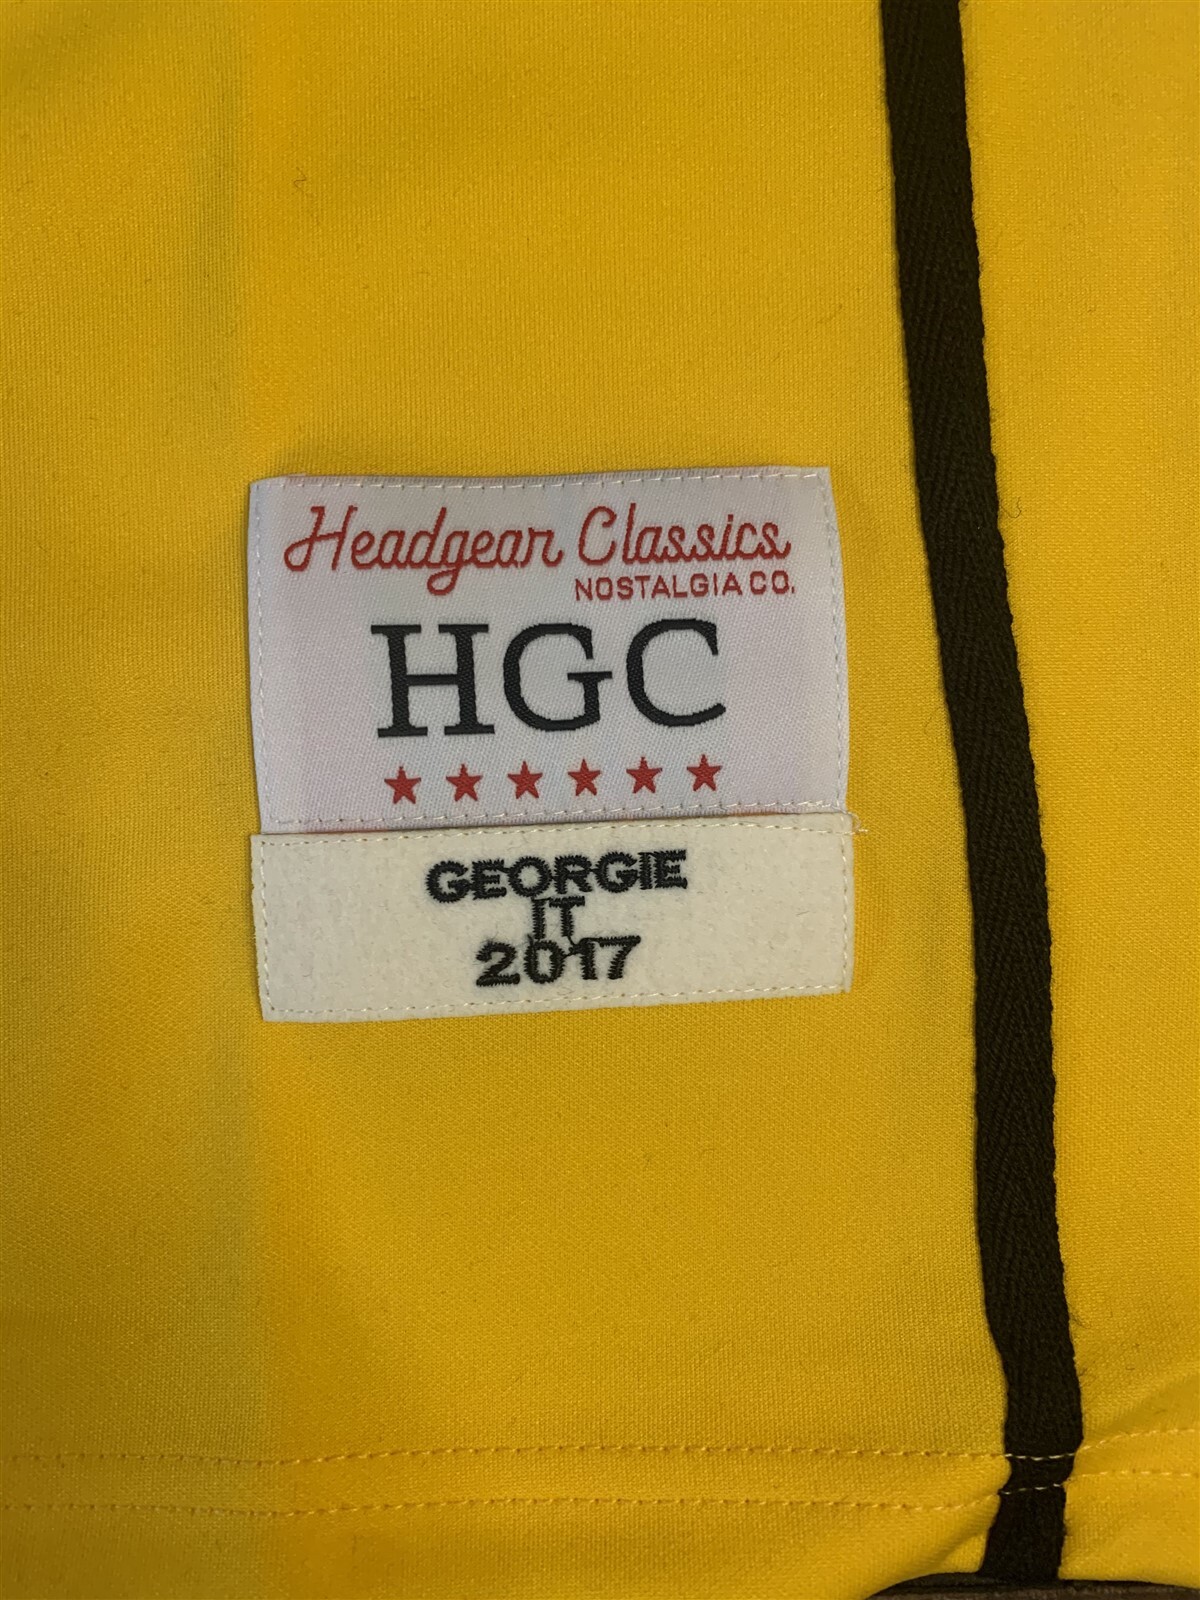 Headgear Classics
NOSTALGIA CO.
HGC
GEORGIE
IT
2017